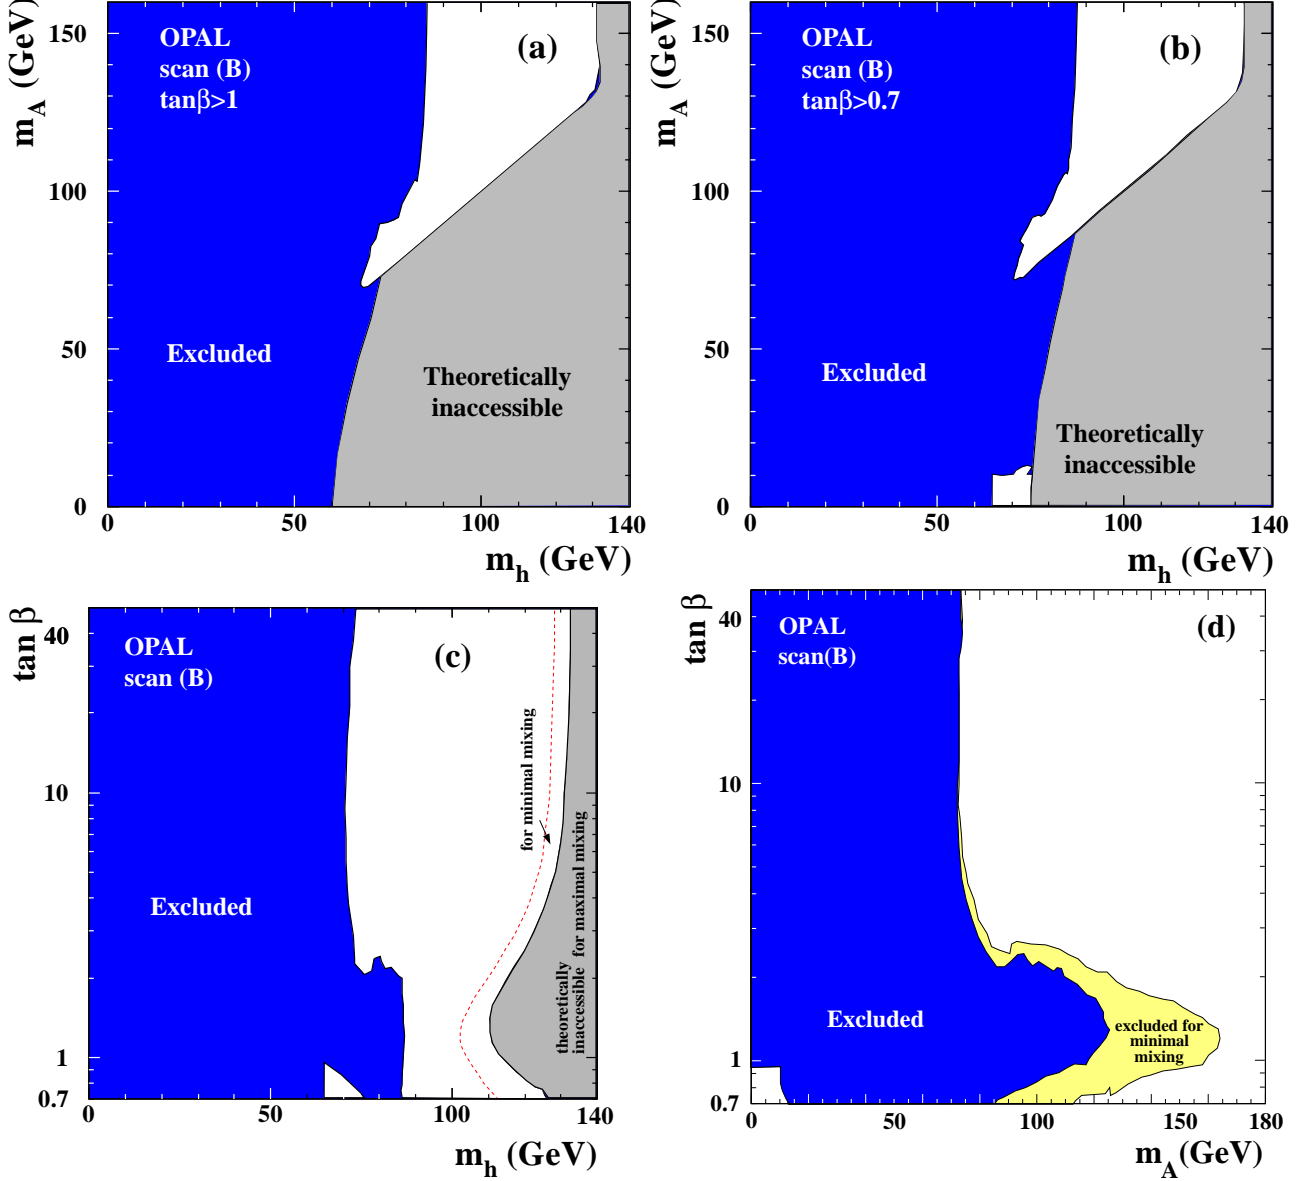 OPAL
scan (B)
tanβ>1
(a)
m_A (GeV)
150
100
50
0
Excluded
Theoretically
inaccessible
0
50
100
140
m_h (GeV)
OPAL
scan (B)
tanβ>0.7
(b)
m_A (GeV)
150
100
50
0
Excluded
Theoretically
inaccessible
0
50
100
140
m_h (GeV)
OPAL
scan (B)
(c)
tan β
40
10
1
0.7
Excluded
for minimal mixing
theoretically
inaccessible for maximal mixing
0
50
100
140
m_h (GeV)
OPAL
scan(B)
(d)
tan β
40
10
1
0.7
Excluded
excluded for
minimal
mixing
0
50
100
150
180
m_A (GeV)